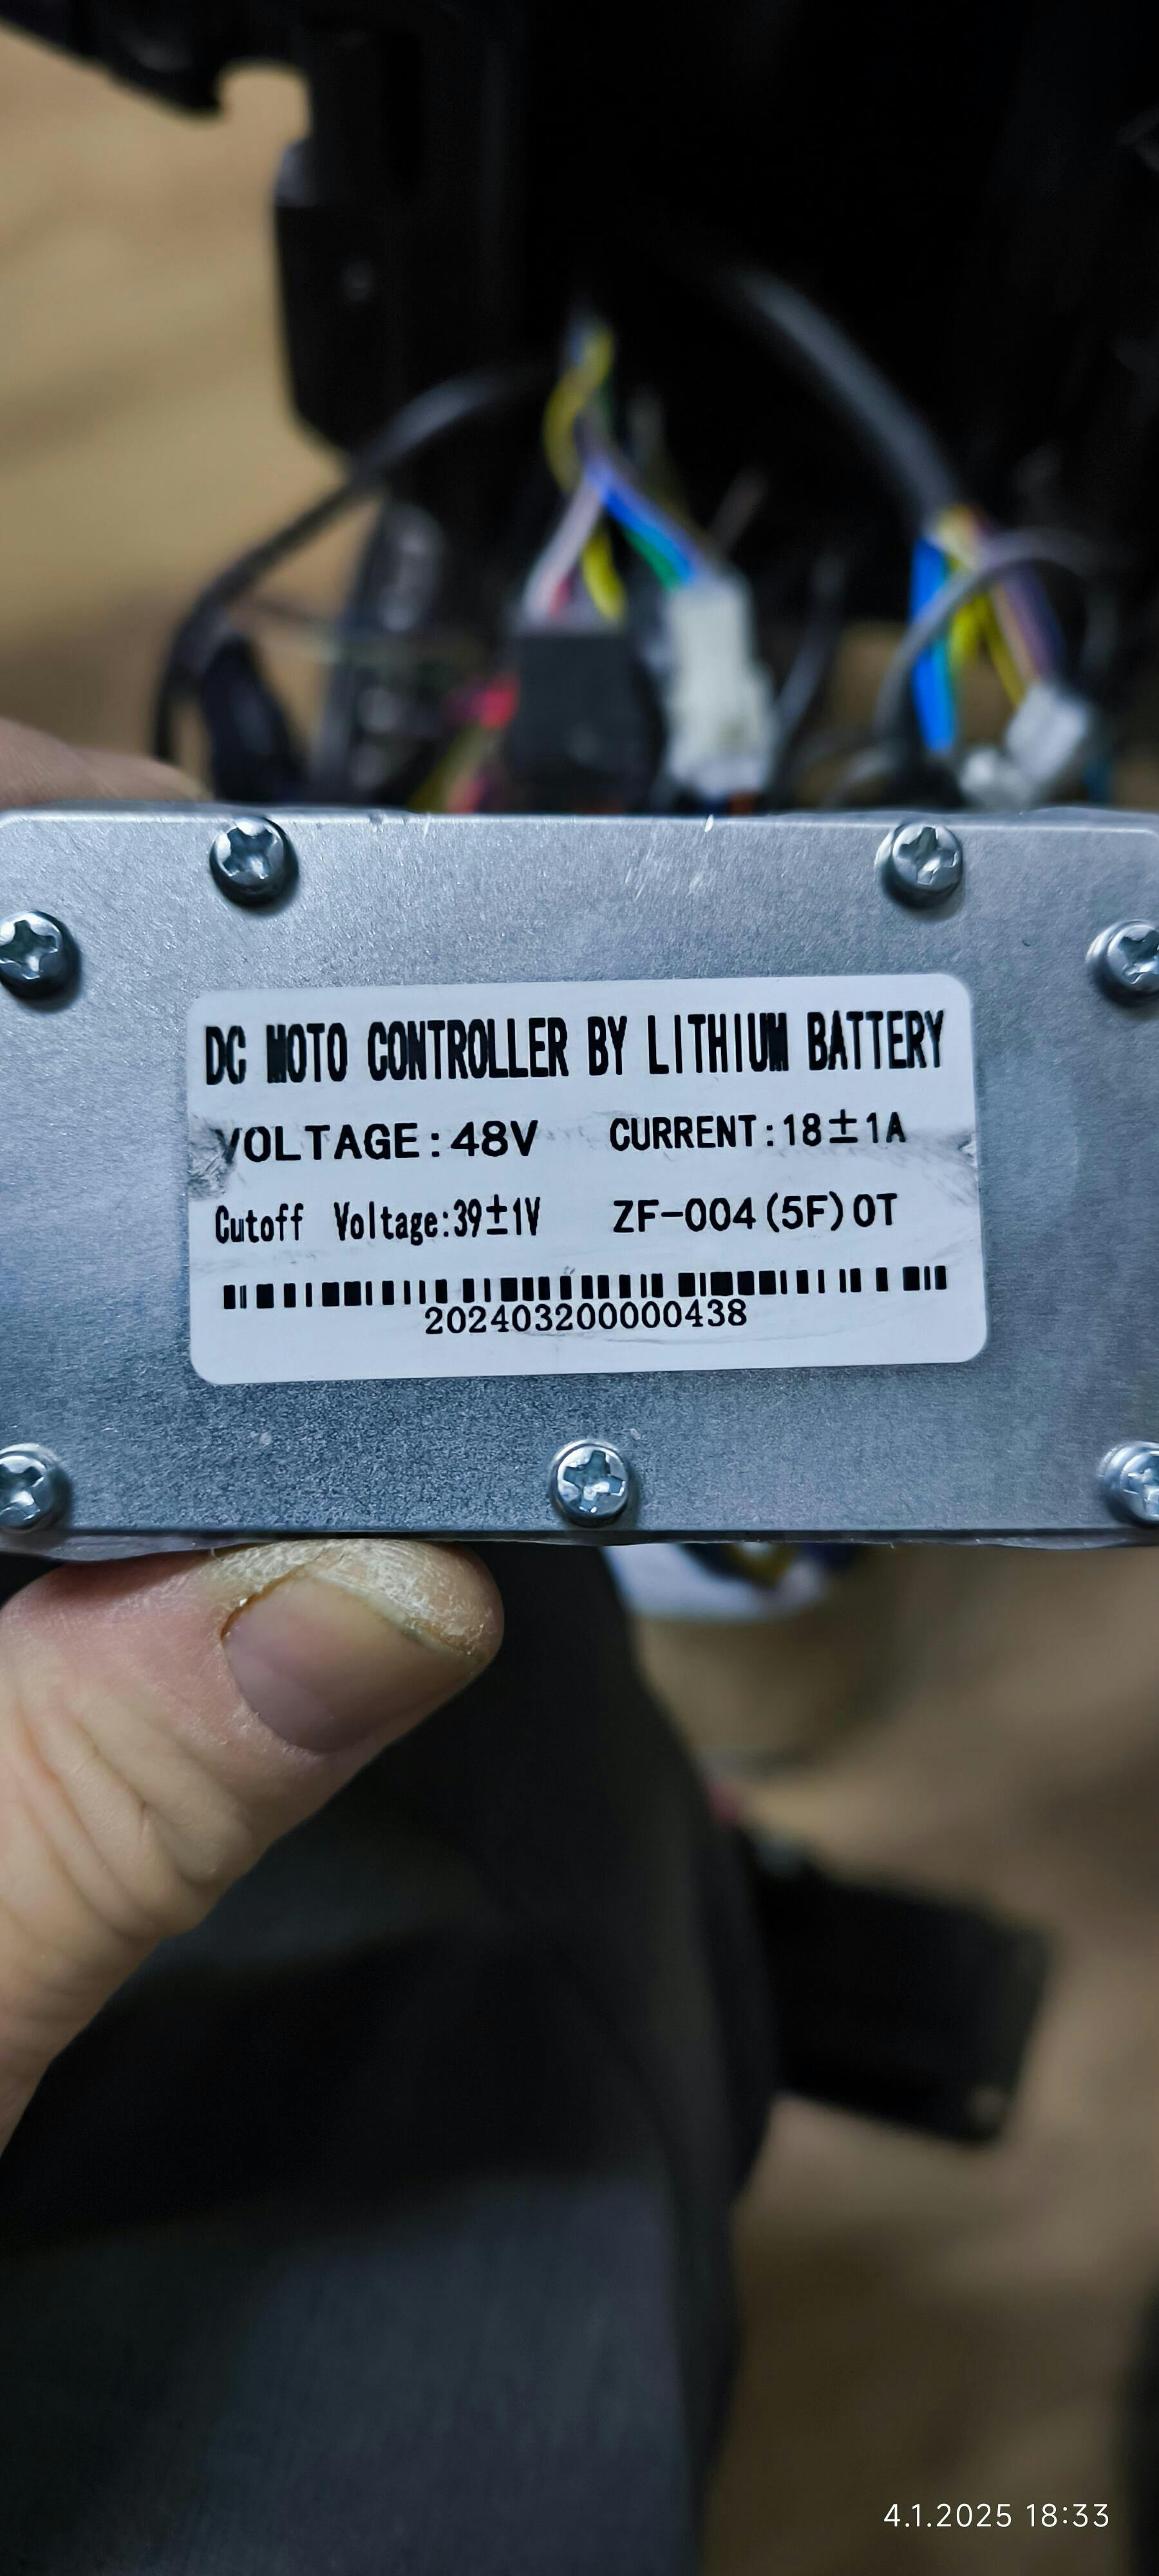 DC MOTO CONTROLLER BY LITHIUM BATTERY
VOLTAGE:48V CURRENT:18±1A
Cutoff Voltage:39±1V ZF-004(5F)OT
202403200000438
4.1.2025 18:33